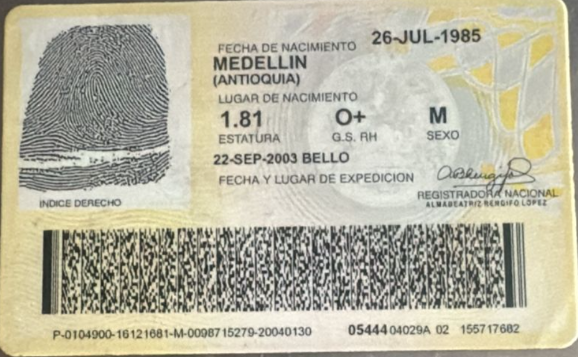 FECHA DE NACIMIENTO 26-JUL-1985
MEDELLIN
(ANTIOQUIA)
LUGAR DE NACIMIENTO
1.81 O+ M
ESTATURA G.S. RH SEXO
22-SEP-2003 BELLO
FECHA Y LUGAR DE EXPEDICION
REGISTRADORA NACIONAL
ALMABEATRIZ RENGIFO LOPEZ
INDICE DERECHO
P-0104900-16121681-M-0098715279-20040130 05444 04029A 02 155717682